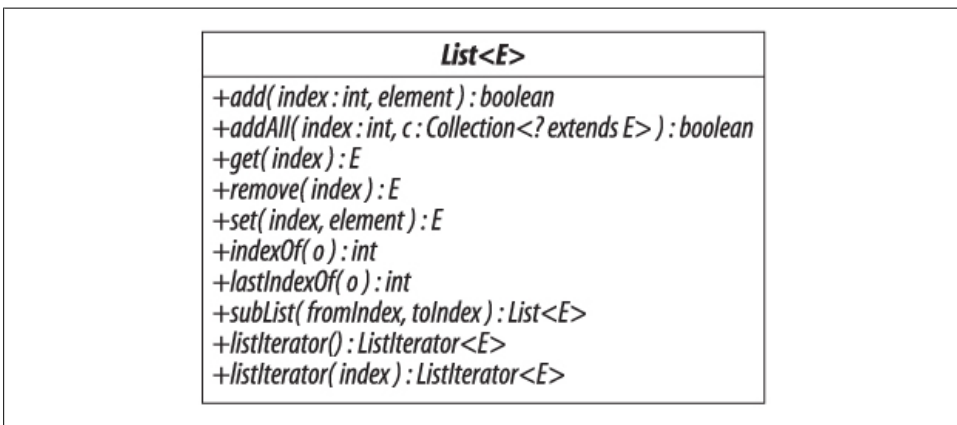 List<E>
+add( index : int, element ) : boolean
+addAll( index : int, c : Collection<? extends E> ) : boolean
+get( index ) : E
+remove( index ) : E
+set( index, element ) : E
+indexOf( o ) : int
+lastIndexOf( o ) : int
+subList( fromIndex, toIndex ) : List<E>
+listIterator() : ListIterator<E>
+listIterator( index ) : ListIterator<E>